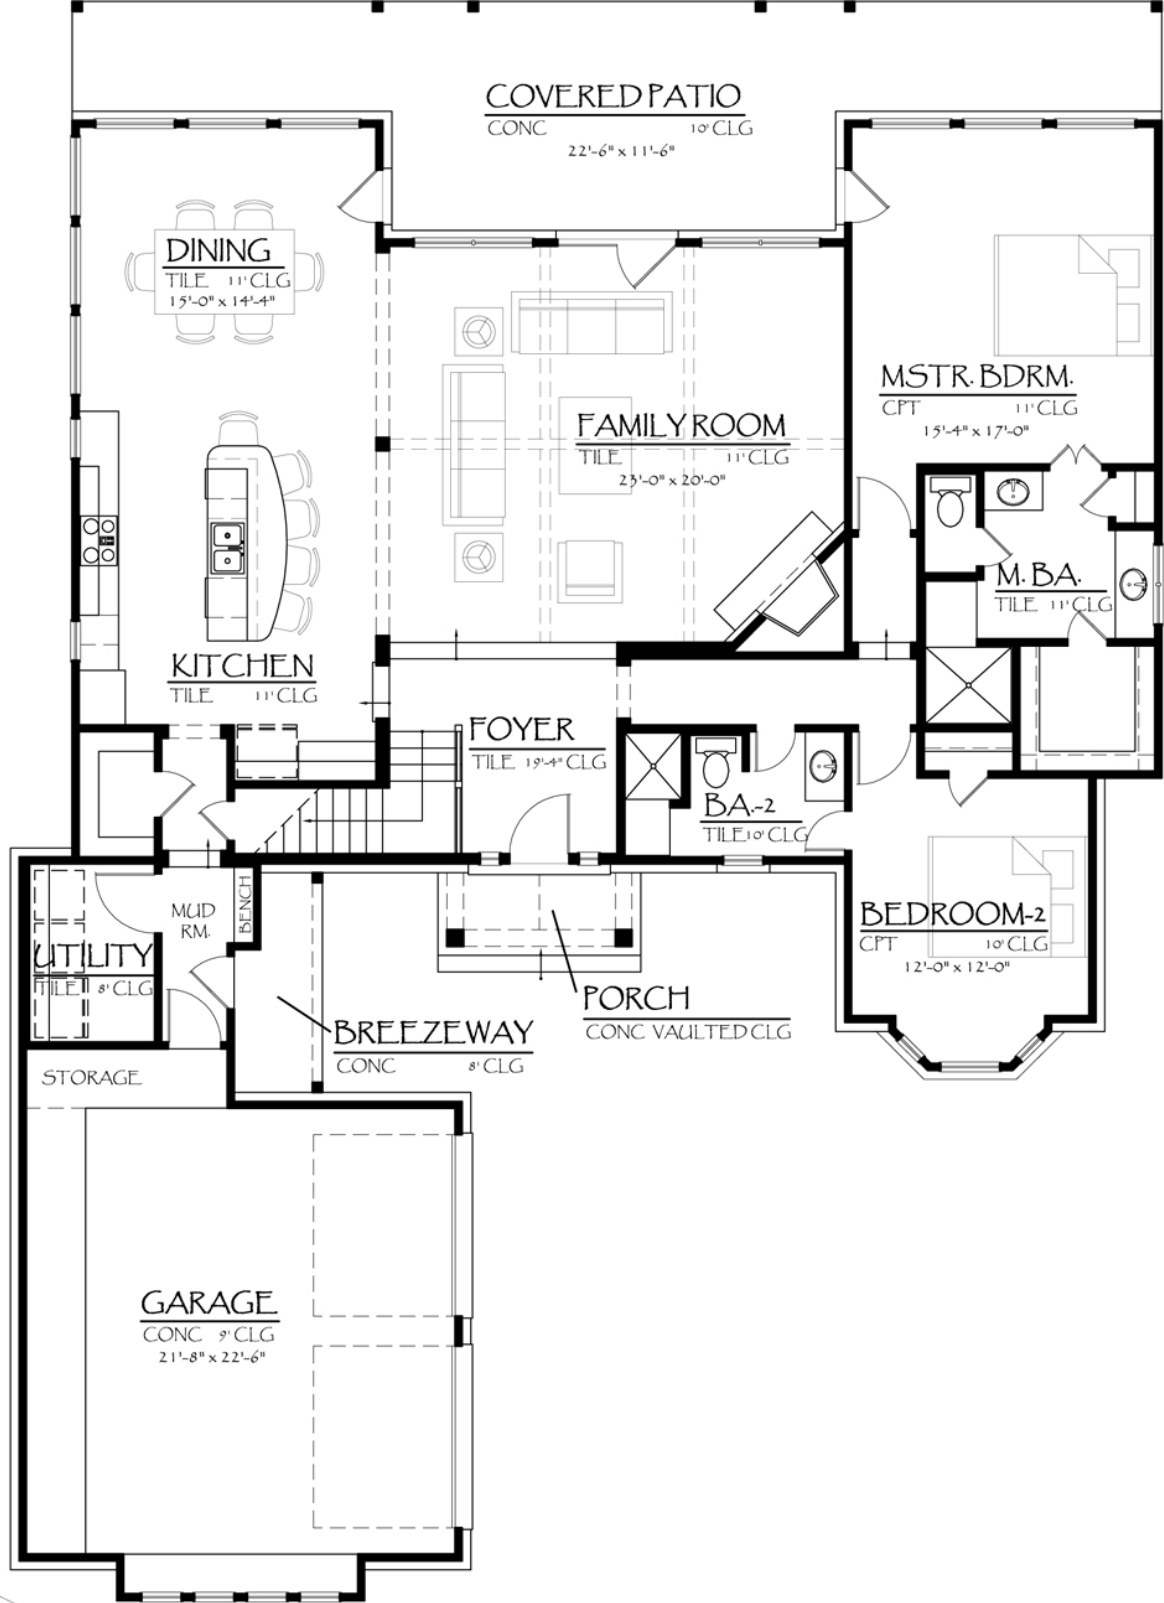 COVERED PATIO
CONC 10' CLG
22'-6" x 11'-6"
DINING
TILE 11' CLG
15'-0" x 14'-4"
MSTR. BDRM.
CPT 11' CLG
15'-4" x 17'-0"
FAMILY ROOM
TILE 11' CLG
23'-0" x 20'-0"
M. BA.
TILE 11' CLG
KITCHEN
TILE 11' CLG
FOYER
TILE 19'-4" CLG
BA.-2
TILE 10' CLG
MUD
RM.
BENCH
UTILITY
TILE 8' CLG
BEDROOM-2
CPT 10' CLG
12'-0" x 12'-0"
PORCH
CONC VAULTED CLG
BREEZEWAY
CONC 8' CLG
STORAGE
GARAGE
CONC 9' CLG
21'-8" x 22'-6"